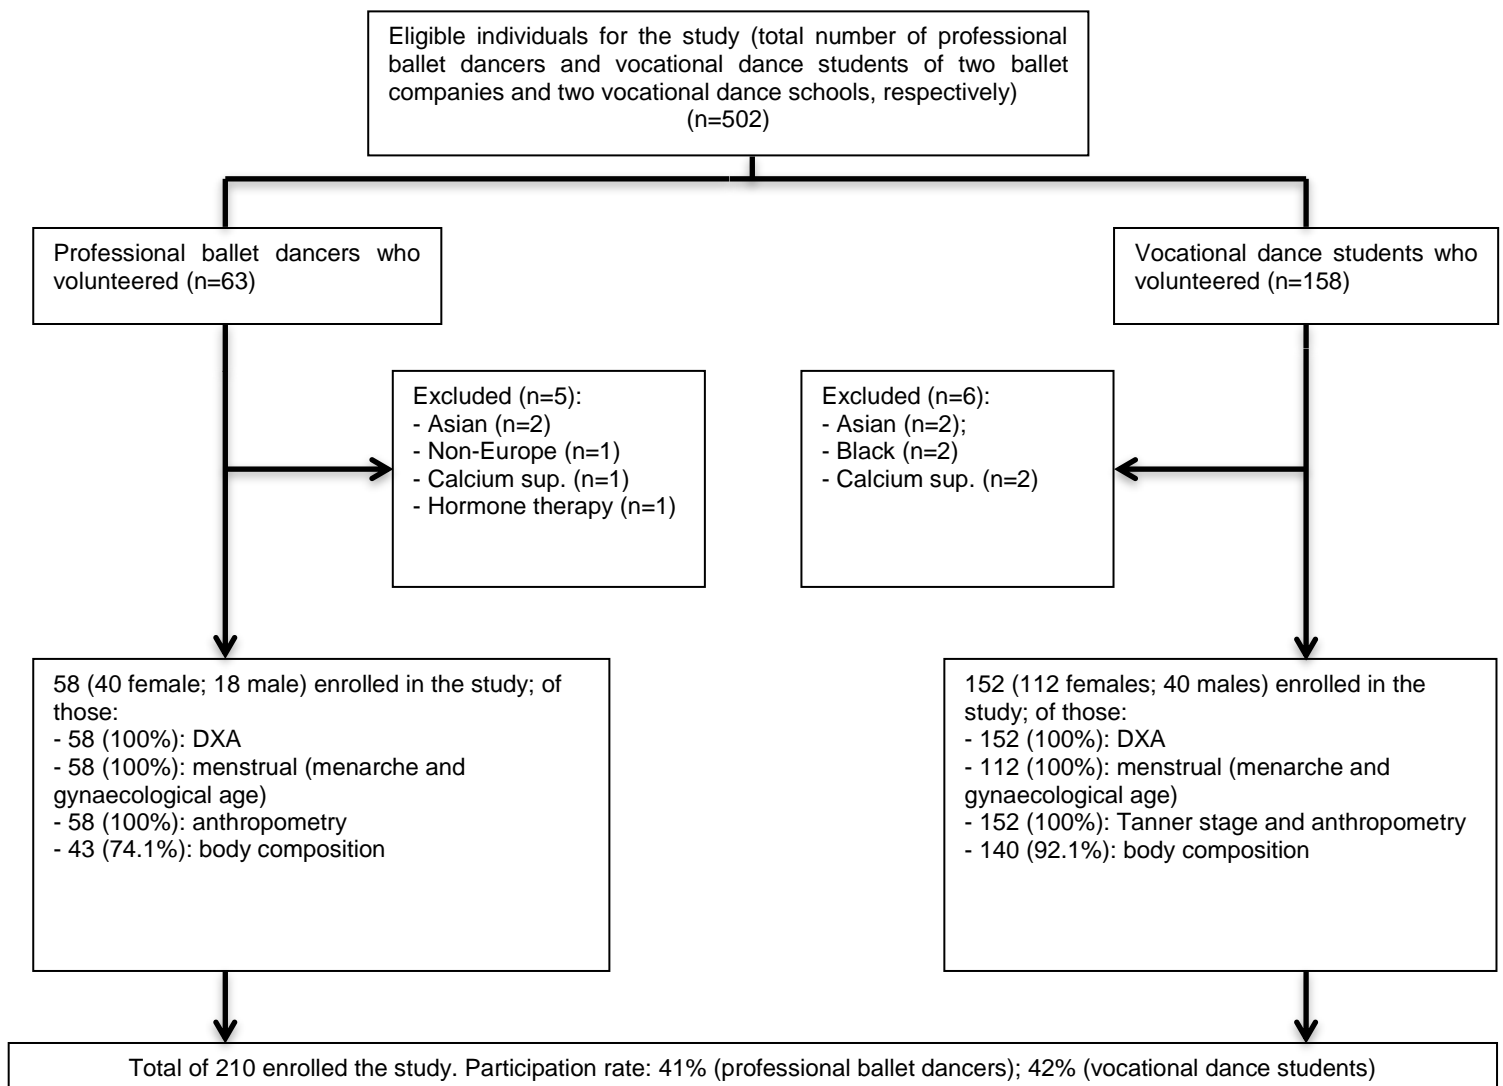 Eligible individuals for the study (total number of professional
ballet dancers and vocational dance students of two ballet
companies and two vocational dance schools, respectively)
(n=502)
Professional ballet dancers who
volunteered (n=63)
Vocational dance students who
volunteered (n=158)
Excluded (n=5):
- Asian (n=2)
- Non-Europe (n=1)
- Calcium sup. (n=1)
- Hormone therapy (n=1)
Excluded (n=6):
- Asian (n=2);
- Black (n=2)
- Calcium sup. (n=2)
58 (40 female; 18 male) enrolled in the study; of
those:
- 58 (100%): DXA
- 58 (100%): menstrual (menarche and
gynaecological age)
- 58 (100%): anthropometry
- 43 (74.1%): body composition
152 (112 females; 40 males) enrolled in the
study; of those:
- 152 (100%): DXA
- 112 (100%): menstrual (menarche and
gynaecological age)
- 152 (100%): Tanner stage and anthropometry
- 140 (92.1%): body composition
Total of 210 enrolled the study. Participation rate: 41% (professional ballet dancers); 42% (vocational dance students)